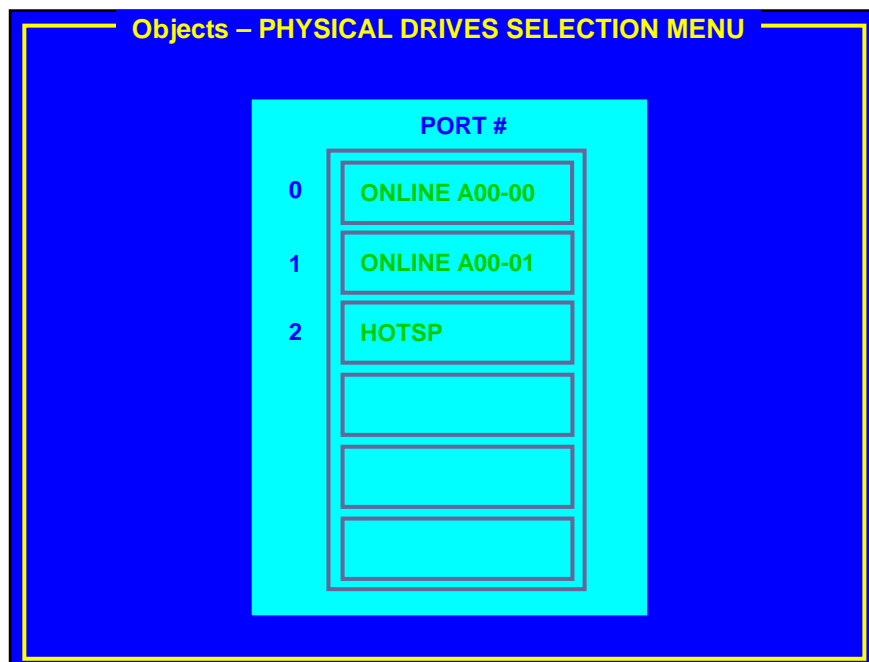 Objects – PHYSICAL DRIVES SELECTION MENU
PORT #
0 ONLINE A00-00
1 ONLINE A00-01
2 HOTSP